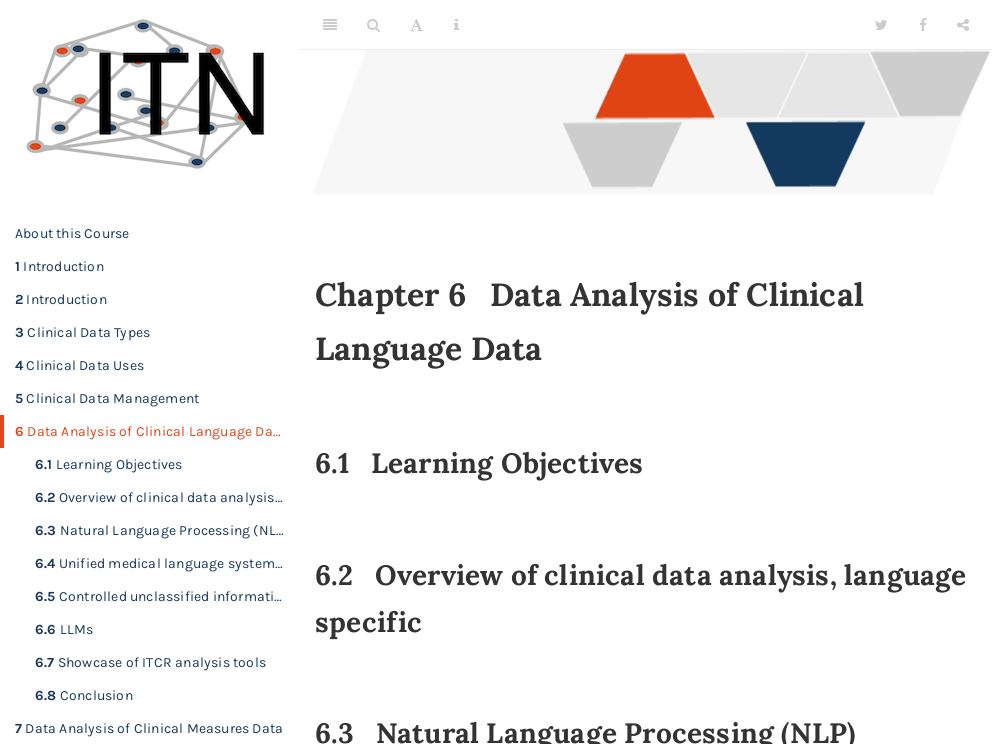 ITN
About this Course
1 Introduction
2 Introduction
3 Clinical Data Types
4 Clinical Data Uses
5 Clinical Data Management
6 Data Analysis of Clinical Language Da...
6.1 Learning Objectives
6.2 Overview of clinical data analysis...
6.3 Natural Language Processing (NL...
6.4 Unified medical language system...
6.5 Controlled unclassified informati...
6.6 LLMs
6.7 Showcase of ITCR analysis tools
6.8 Conclusion
7 Data Analysis of Clinical Measures Data
A
Chapter 6 Data Analysis of Clinical
Language Data
6.1 Learning Objectives
6.2 Overview of clinical data analysis, language
specific
6.3 Natural Language Processing (NLP)